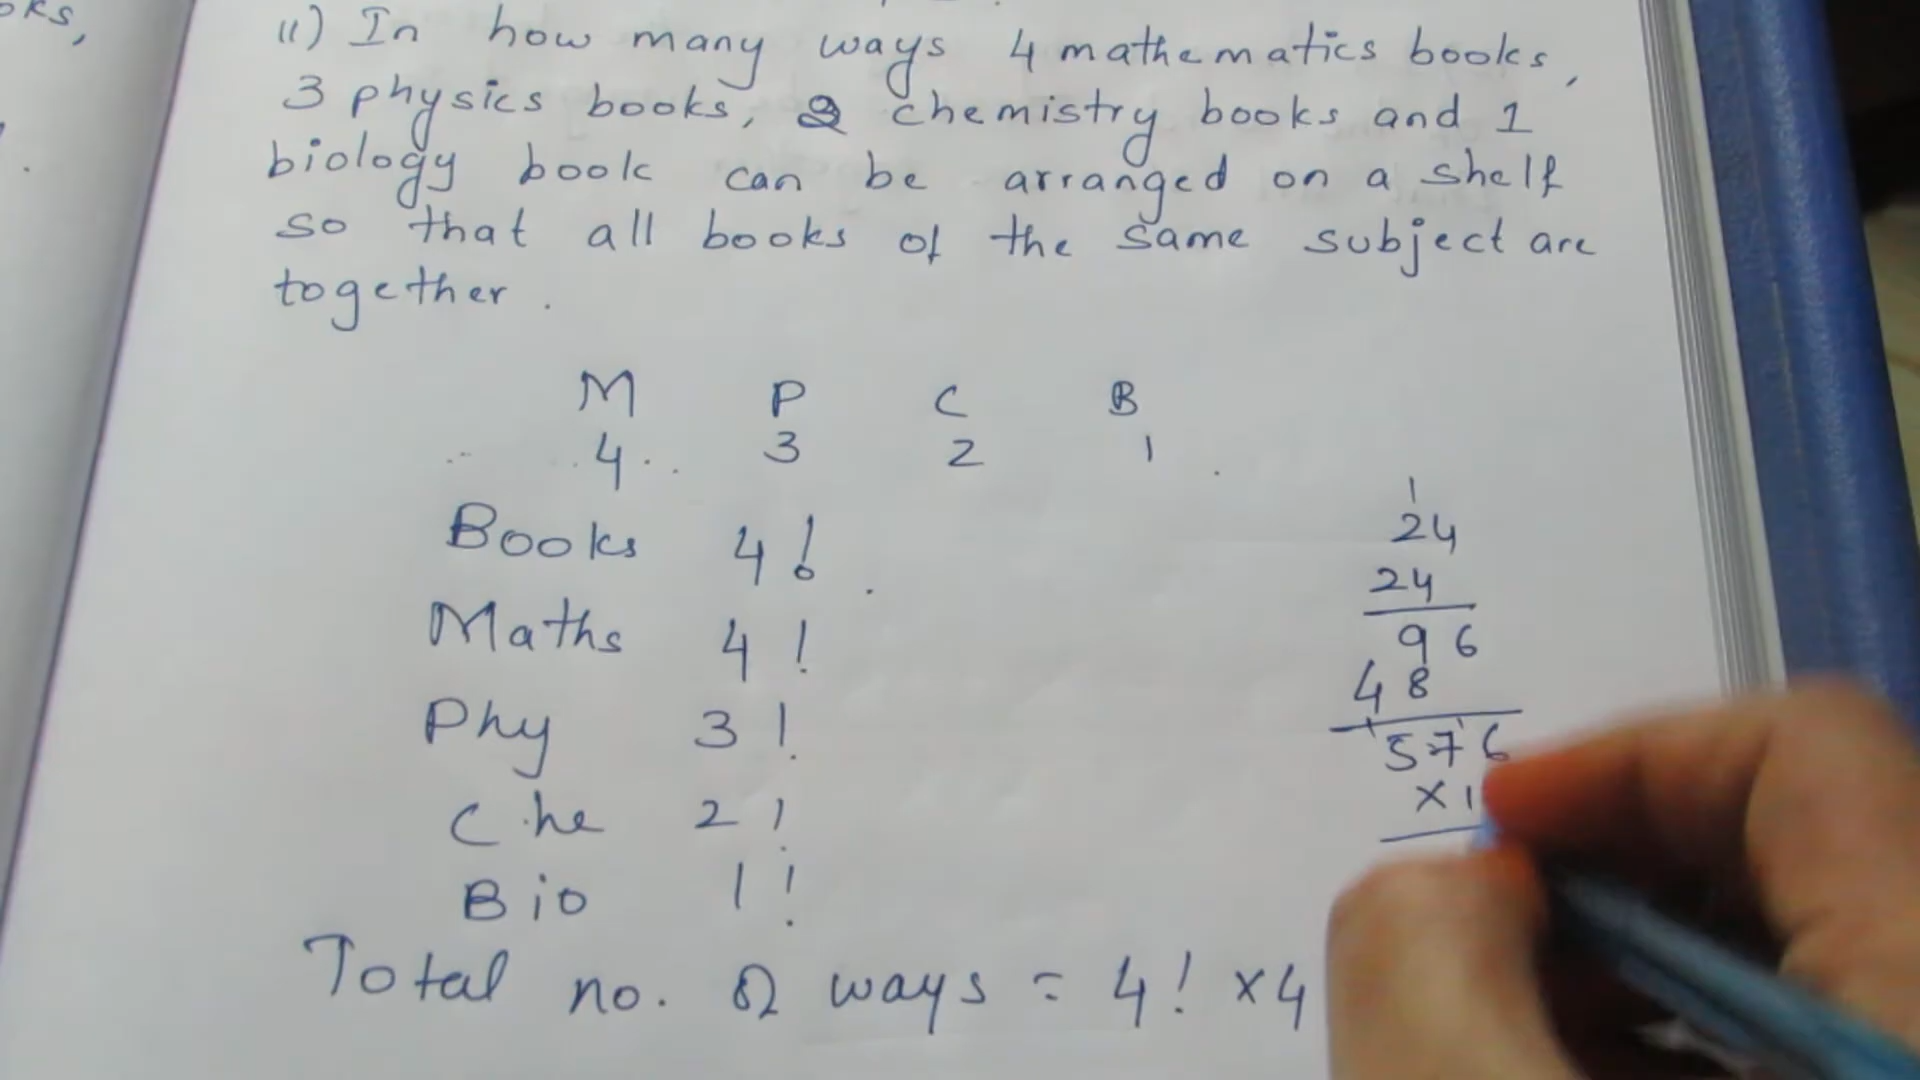 oks,
11) In how many ways 4 mathematics books,
3 physics books, 2 chemistry books and 1
biology book can be arranged on a shelf
so that all books of the same subject are
together.
M P C B
4 3 2 1
Books 4!
Maths 4!
Phy 3!
Che 2!
Bio 1!
1
24
24
96
48
576
×1
Total no. of ways = 4! × 4